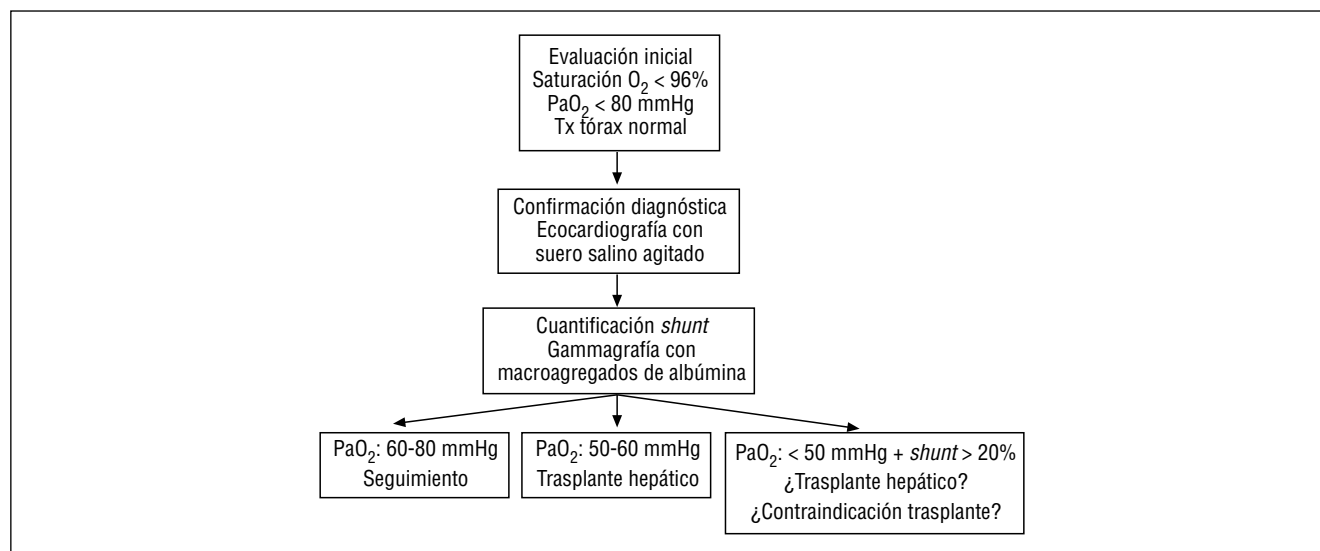 Evaluación inicial
Saturación O₂ < 96%
PaO₂ < 80 mmHg
Tx tórax normal
Confirmación diagnóstica
Ecocardiografía con
suero salino agitado
Cuantificación shunt
Gammagrafía con
macroagregados de albúmina
PaO₂: 60-80 mmHg
Seguimiento
PaO₂: 50-60 mmHg
Trasplante hepático
PaO₂: < 50 mmHg + shunt > 20%
¿Trasplante hepático?
¿Contraindicación trasplante?